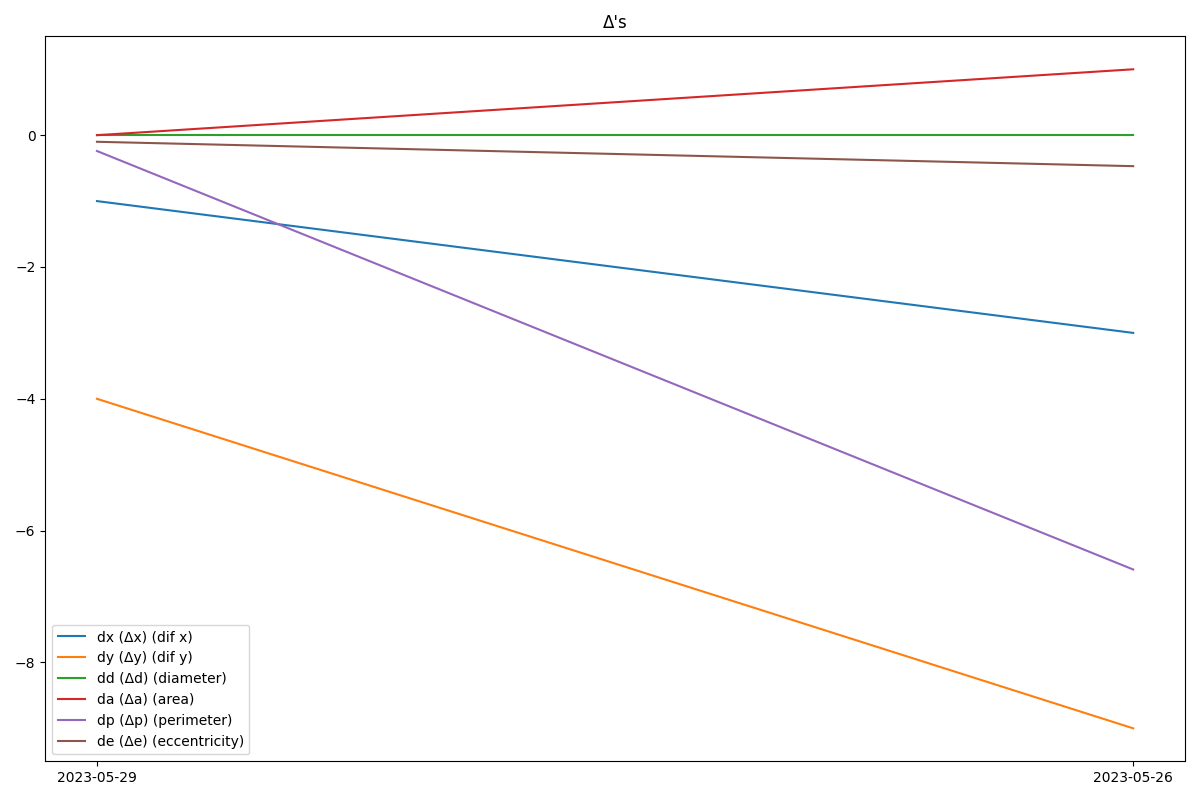 Δ's
0
−2
−4
−6
−8
dx (Δx) (dif x)
dy (Δy) (dif y)
dd (Δd) (diameter)
da (Δa) (area)
dp (Δp) (perimeter)
de (Δe) (eccentricity)
2023-05-29
2023-05-26